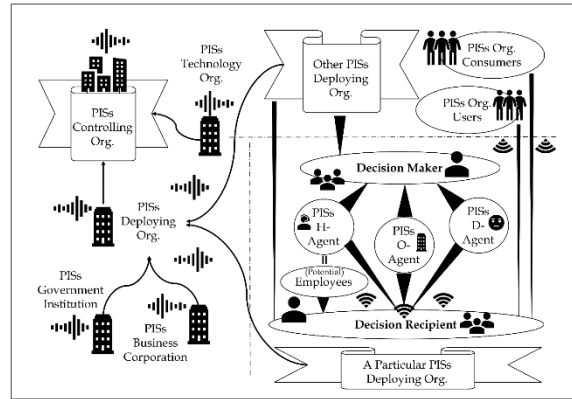 PISs
Technology
Org.
PISs
Controlling
Org.
PISs
Deploying
Org.
PISs
Government
Institution
PISs
Business
Corporation
Other PISs
Deploying
Org.
PISs Org.
Consumers
PISs Org.
Users
Decision Maker
PISs
H-
Agent
PISs
O-
Agent
PISs
D-
Agent
(Potential)
Employees
Decision Recipient
A Particular PISs
Deploying Org.